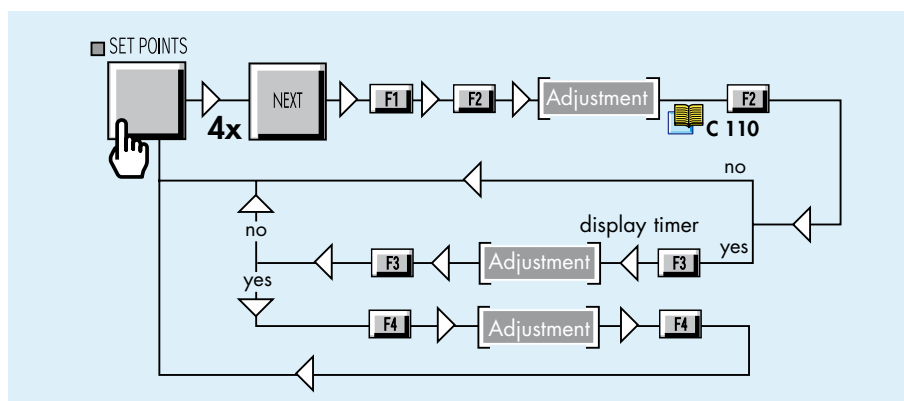 SET POINTS
4x NEXT F1 F2 Adjustment C 110 F2
no
display timer
no F3 Adjustment F3 yes
yes
F4 Adjustment F4